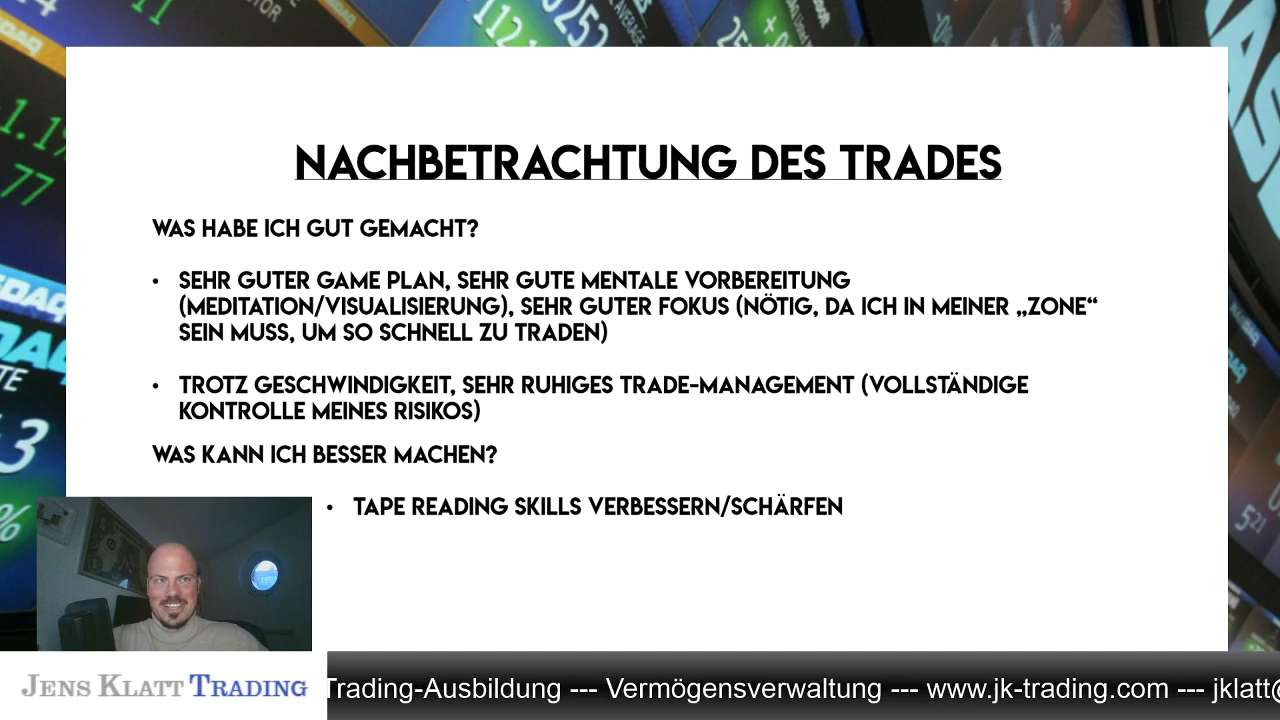 NACHBETRACHTUNG DES TRADES
WAS HABE ICH GUT GEMACHT?
• SEHR GUTER GAME PLAN, SEHR GUTE MENTALE VORBEREITUNG
(MEDITATION/VISUALISIERUNG), SEHR GUTER FOKUS (NÖTIG, DA ICH IN MEINER „ZONE“
SEIN MUSS, UM SO SCHNELL ZU TRADEN)
• TROTZ GESCHWINDIGKEIT, SEHR RUHIGES TRADE-MANAGEMENT (VOLLSTÄNDIGE
KONTROLLE MEINES RISIKOS)
WAS KANN ICH BESSER MACHEN?
• TAPE READING SKILLS VERBESSERN/SCHÄRFEN
JENS KLATT TRADING
Trading-Ausbildung --- Vermögensverwaltung --- www.jk-trading.com --- jklatt@